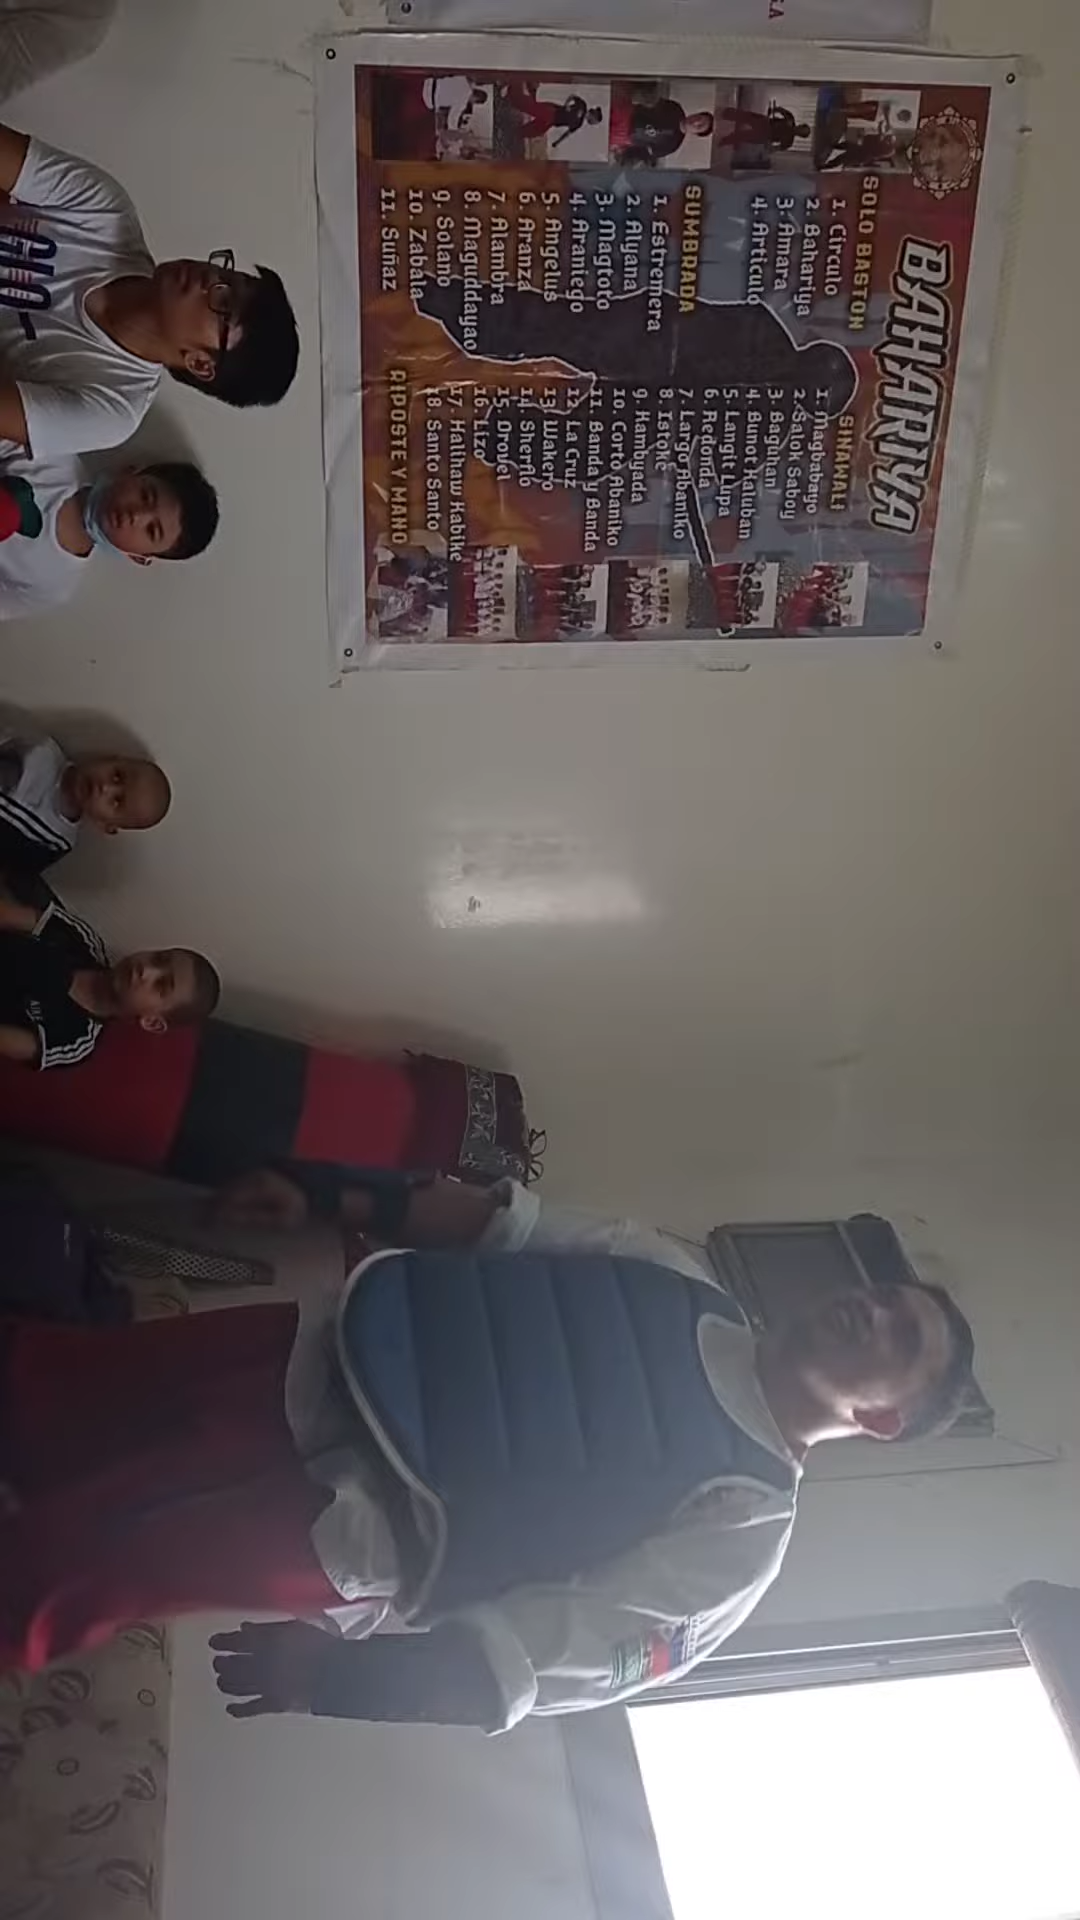 BAHARIYA
SOLO BASTON
1. Circulo
2. Bahariya
3. Amara
4. Articulo
SUMBRADA
1. Estremera
2. Alyana
3. Magtoto
4. Araniego
5. Angelus
6. Aranza
7. Alambra
8. Maguddayao
9. Solano
10. Zabala
11. Suñaz
SINAWALI
1. Magbabayo
2. Salok Saboy
3. Bagunan
4. Bunot Kaluban
5. Langit Lupa
6. Redonda
7. Largo Abaniko
8. Istoke
9. Hambyada
10. Corto Abaniko
11. Banda y Banda
12. La Cruz
13. Wakero
14. Sherflo
15. Drovel
16. Lizo
17. Halihaw Kabike
18. Santo Santo
RIPOSTE Y MANO